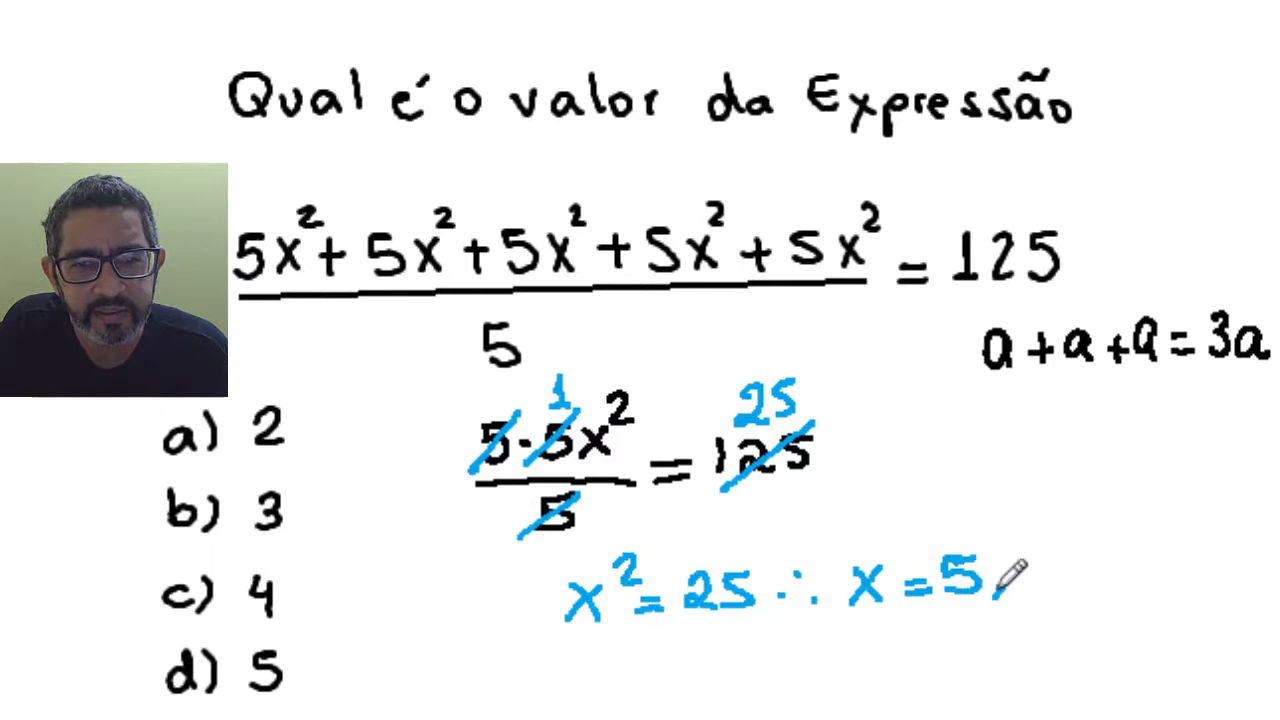 Qual é o valor da Expressão
5x² + 5x² + 5x² + 5x² + 5x² = 125
5
a + a + a = 3a
a) 2
1
25
5 · 5x² = 125
5
b) 3
x² = 25 ∴ x = 5
c) 4
d) 5